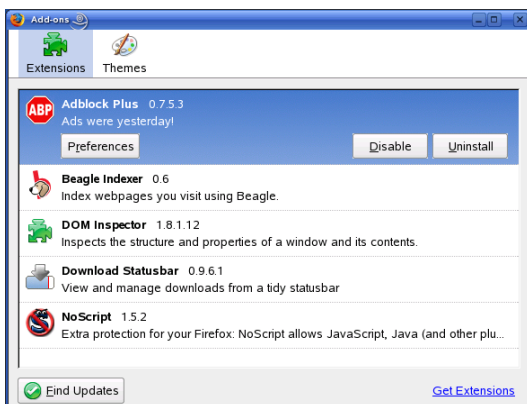 Add-ons
Extensions Themes
ABP Adblock Plus 0.7.5.3
Ads were yesterday!
Preferences Disable Uninstall
Beagle Indexer 0.6
Index webpages you visit using Beagle.
DOM Inspector 1.8.1.12
Inspects the structure and properties of a window and its contents.
Download Statusbar 0.9.6.1
View and manage downloads from a tidy statusbar
NoScript 1.5.2
Extra protection for your Firefox: NoScript allows JavaScript, Java (and other plu...
Find Updates Get Extensions